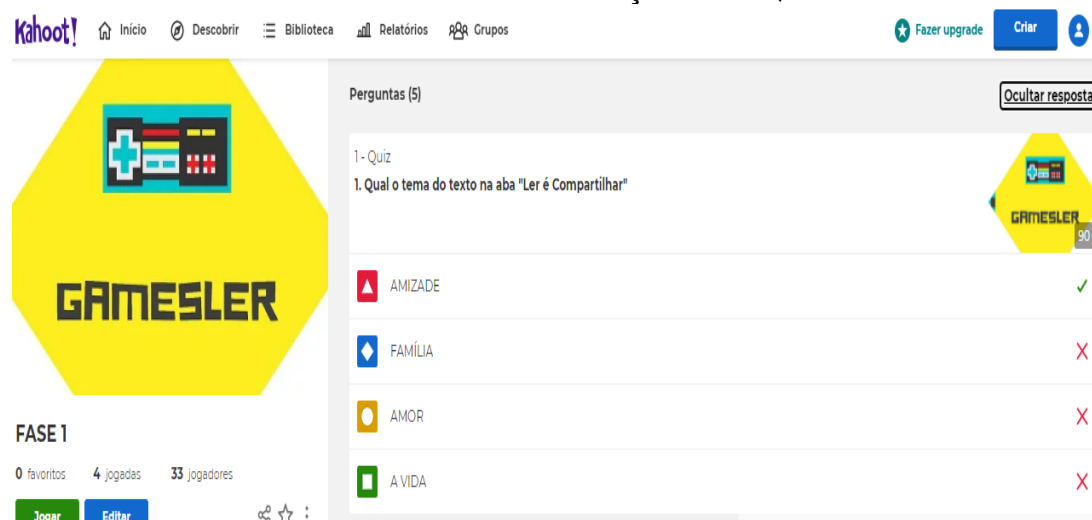 Kahoot! Início Descobrir Biblioteca Relatórios Grupos Fazer upgrade Criar
GAMESLER
FASE 1
0 favoritos 4 jogadas 33 jogadores
Jogar Editar
Perguntas (5) Ocultar resposta
1 - Quiz
1. Qual o tema do texto na aba "Ler é Compartilhar"
GAMESLER
90
AMIZADE
FAMÍLIA
AMOR
A VIDA